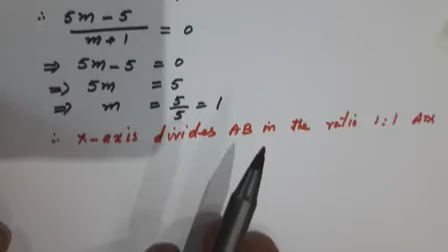 ∴ (5m - 5)/(m + 1) = 0
⇒ 5m - 5 = 0
⇒ 5m = 5
⇒ m = 5/5 = 1
∴ x-axis divides AB in the ratio 1:1 Ans